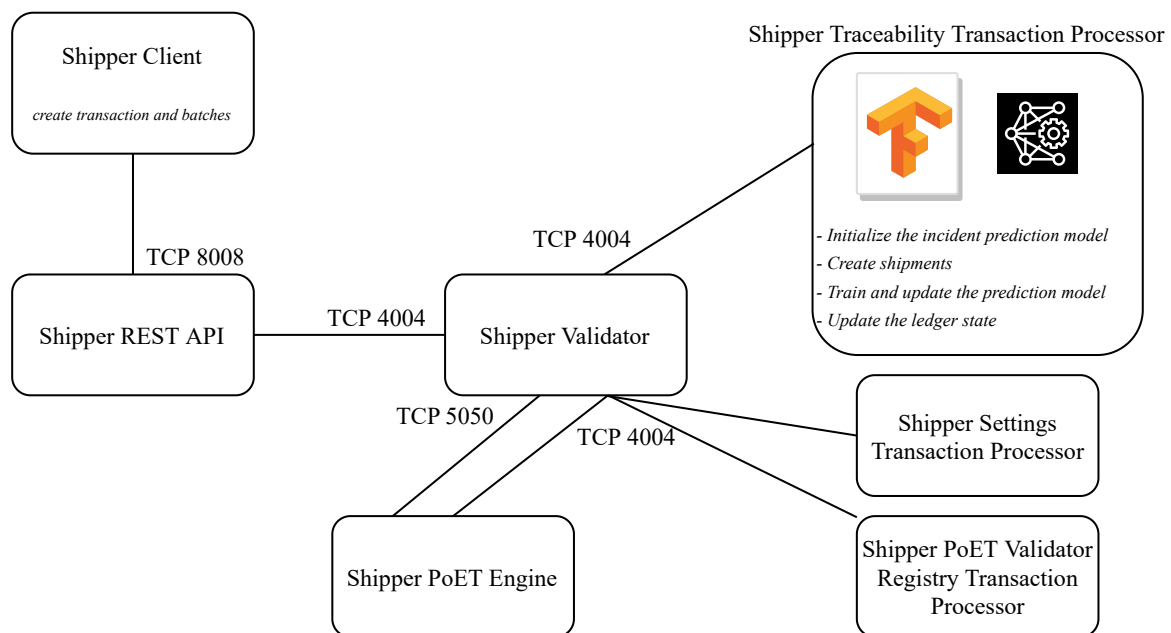 Shipper Client
create transaction and batches
Shipper Traceability Transaction Processor
- Initialize the incident prediction model
- Create shipments
- Train and update the prediction model
- Update the ledger state
TCP 4004
TCP 8008
Shipper REST API
TCP 4004
Shipper Validator
TCP 5050
TCP 4004
Shipper Settings
Transaction Processor
Shipper PoET Engine
Shipper PoET Validator
Registry Transaction
Processor